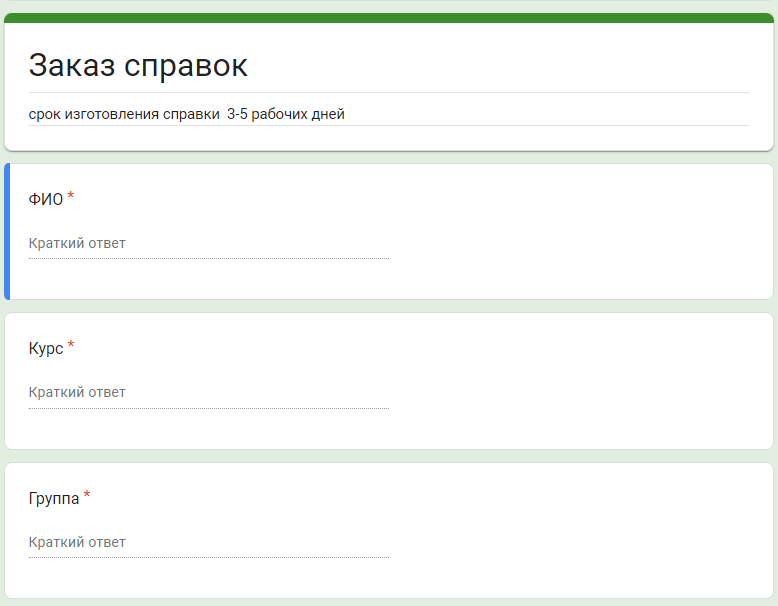 Заказ справок
срок изготовления справки  3-5 рабочих дней
ФИО *
Краткий ответ
Курс *
Краткий ответ
Группа *
Краткий ответ